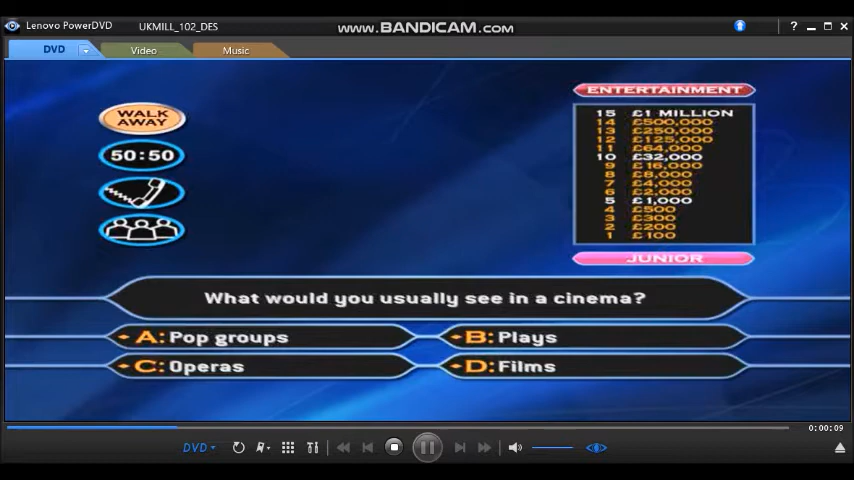 Lenovo PowerDVD
UKMILL_102_DES
www.BANDICAM.com
?
DVD
Video
Music
WALK AWAY
50:50
ENTERTAINMENT
15 £1 MILLION
14 £500,000
13 £250,000
12 £125,000
11 £64,000
10 £32,000
9 £16,000
8 £8,000
7 £4,000
6 £2,000
5 £1,000
4 £500
3 £300
2 £200
1 £100
JUNIOR
What would you usually see in a cinema?
A: Pop groups
B: Plays
C: Operas
D: Films
0:00:09
DVD